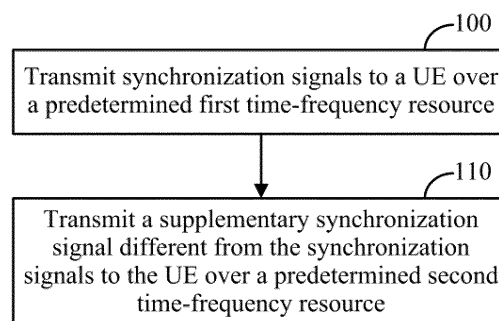 100
Transmit synchronization signals to a UE over
a predetermined first time-frequency resource
110
Transmit a supplementary synchronization
signal different from the synchronization
signals to the UE over a predetermined second
time-frequency resource